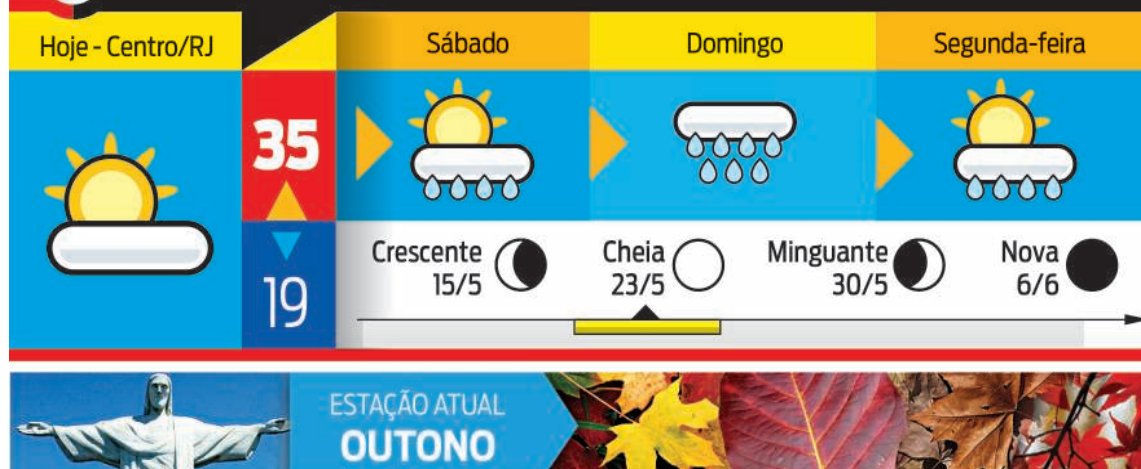 Hoje - Centro/RJ
Sábado
Domingo
Segunda-feira
35
19
Crescente
15/5
Cheia
23/5
Minguante
30/5
Nova
6/6
ESTAÇÃO ATUAL
OUTONO